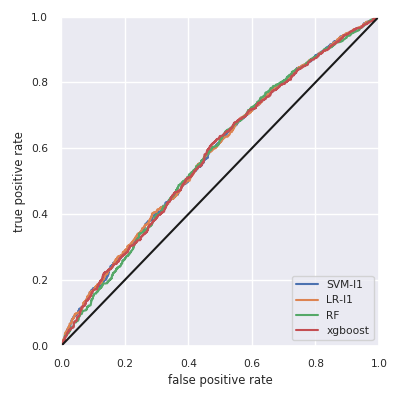 1.0
0.8
0.6
0.4
0.2
0.0
true positive rate
0.0 0.2 0.4 0.6 0.8 1.0
false positive rate
SVM-l1
LR-l1
RF
xgboost